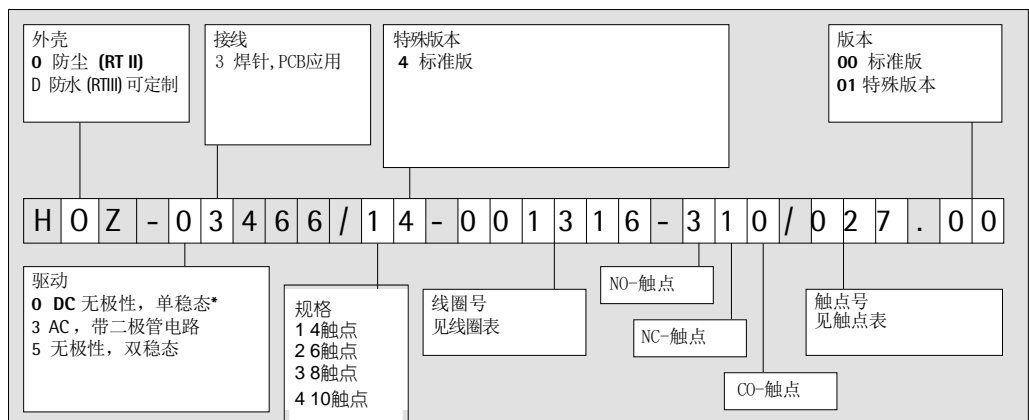 外壳
0 防尘 (RT II)
D 防水 (RTIII) 可定制
接线
3 焊针,PCB应用
特殊版本
4 标准版
版本
00 标准版
01 特殊版本
H O Z - 0 3 4 6 6 / 1 4 - 0 0 1 3 1 6 - 3 1 0 / 0 2 7 . 0 0
驱动
0 DC 无极性，单稳态*
3 AC，带二极管电路
5 无极性，双稳态
规格
1 4触点
2 6触点
3 8触点
4 10触点
线圈号
见线圈表
NO-触点
NC-触点
CO-触点
触点号
见触点表